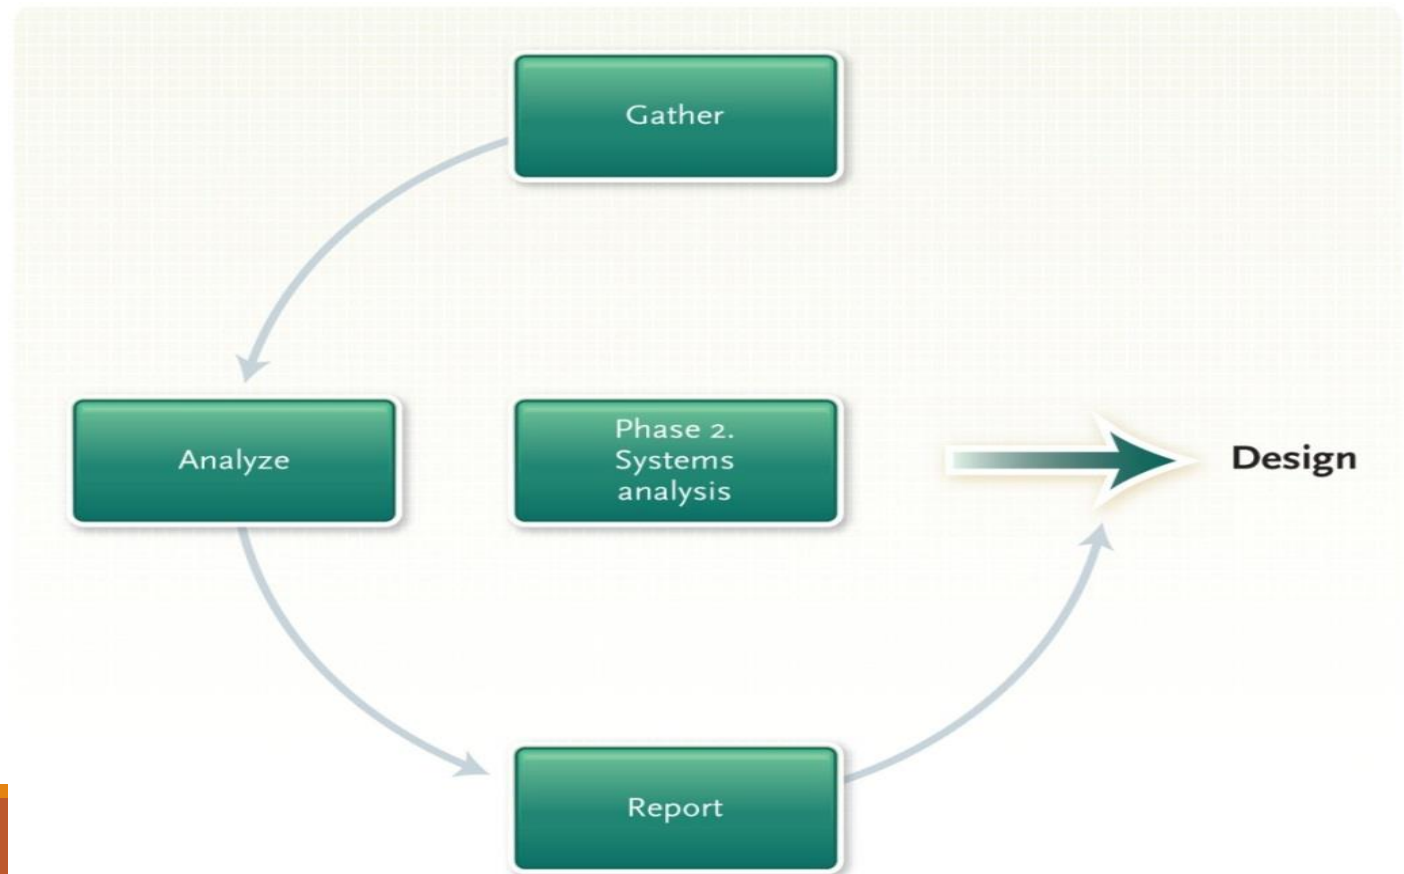 Gather
Analyze
Phase 2.
Systems
analysis
Design
Report